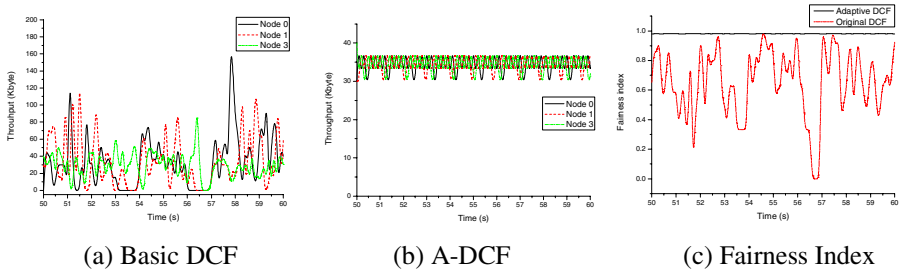 Node 0
Node 1
Node 3
200
180
160
140
120
100
80
60
40
20
0
Throuhput (Kbyte)
50 51 52 53 54 55 56 57 58 59 60
Time (s)
(a) Basic DCF
40
30
20
10
0
Throughput (Kbyte)
Node 0
Node 1
Node 3
50 51 52 53 54 55 56 57 58 59 60
Time (s)
(b) A-DCF
Adaptive DCF
Original DCF
1.0
0.8
0.6
0.4
0.2
0.0
Fairness Index
50 51 52 53 54 55 56 57 58 59 60
Time (s)
(c) Fairness Index